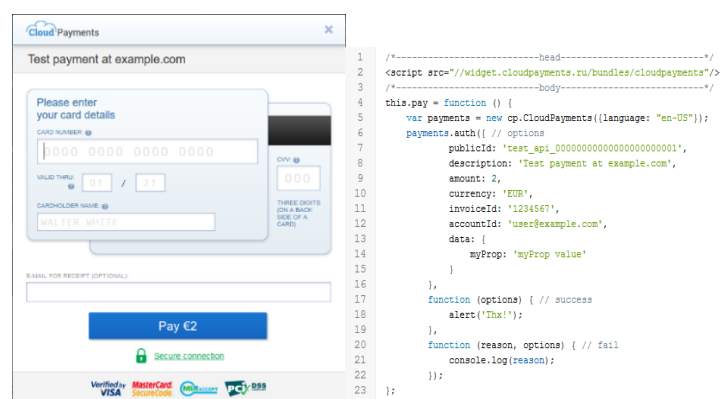 Cloud Payments
×
Test payment at example.com
Please enter
your card details
CARD NUMBER:
0000 0000 0000 0000
VALID THRU:
01 / 21
CARDHOLDER NAME:
WALTER WHITE
CVV:
000
THREE DIGITS
(ON A BACK
SIDE OF A
CARD)
E-MAIL FOR RECEIPT (OPTIONAL)
Pay €2
Secure connection
Verified by VISA
MasterCard. SecureCode.
MIR ACCEPT
PCI DSS
1 /*---------------------------head---------------------------*/
2 <script src="//widget.cloudpayments.ru/bundles/cloudpayments"/>
3 /*---------------------------body---------------------------*/
4 this.pay = function () {
5 var payments = new cp.CloudPayments({language: "en-US"});
6 payments.auth({ // options
7 publicId: 'test_api_00000000000000000000001',
8 description: 'Test payment at example.com',
9 amount: 2,
10 currency: 'EUR',
11 invoiceId: '1234567',
12 accountId: 'user@example.com',
13 data: {
14 myProp: 'myProp value'
15 }
16 },
17 function (options) { // success
18 alert('Thx!');
19 },
20 function (reason, options) { // fail
21 console.log(reason);
22 });
23 };